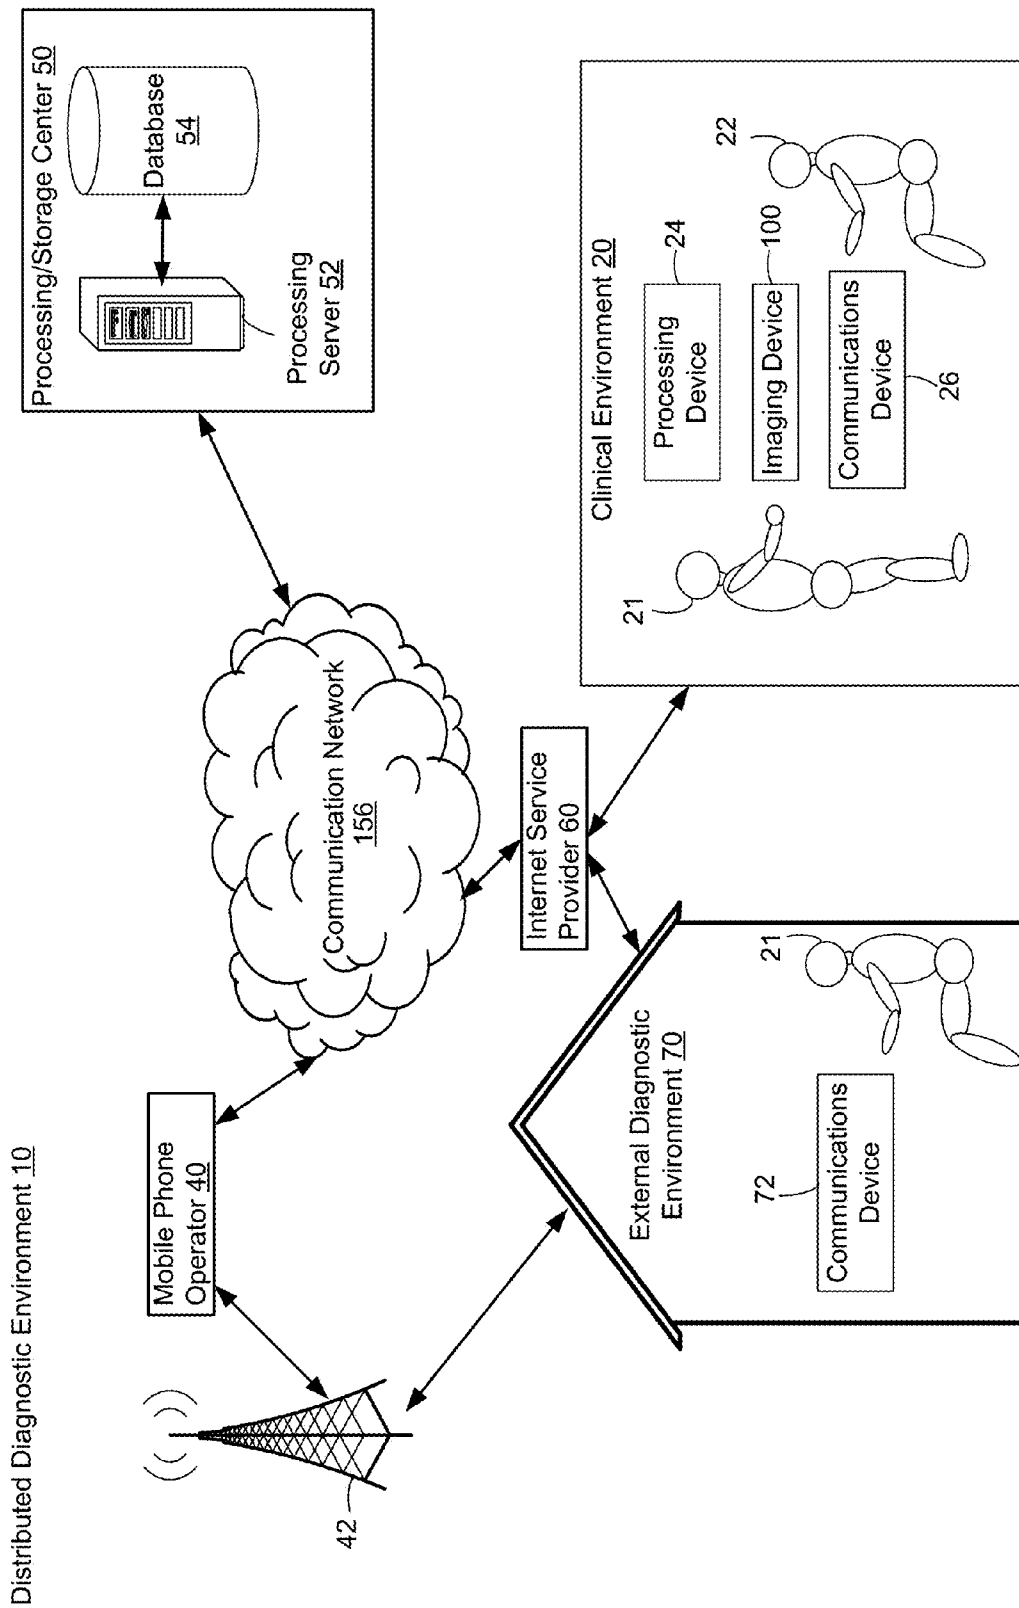 Distributed Diagnostic Environment 10
42
Mobile Phone
Operator 40
Communication Network
156
Processing/Storage Center 50
Processing
Server 52
Database
54
Internet Service
Provider 60
External Diagnostic
Environment 70
72
Communications
Device
21
Clinical Environment 20
21
Processing
Device
24
Imaging Device
100
Communications
Device
26
22